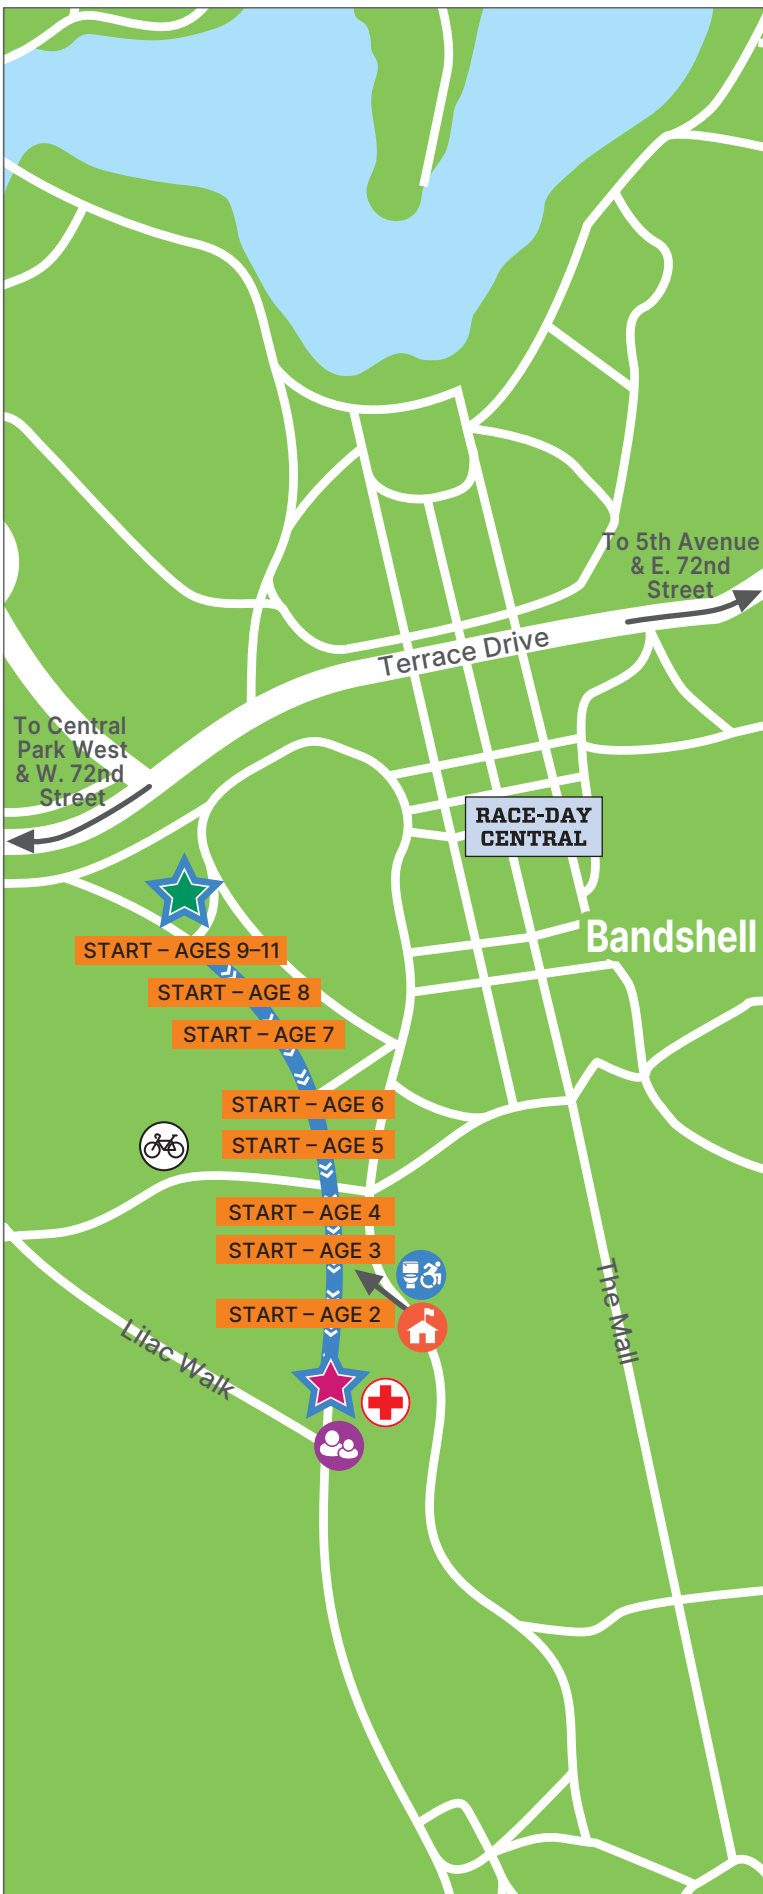 To 5th Avenue
& E. 72nd
Street
Terrace Drive
To Central
Park West
& W. 72nd
Street
RACE-DAY
CENTRAL
Bandshell
START – AGES 9–11
START – AGE 8
START – AGE 7
START – AGE 6
START – AGE 5
START – AGE 4
START – AGE 3
START – AGE 2
Lilac Walk
The Mall